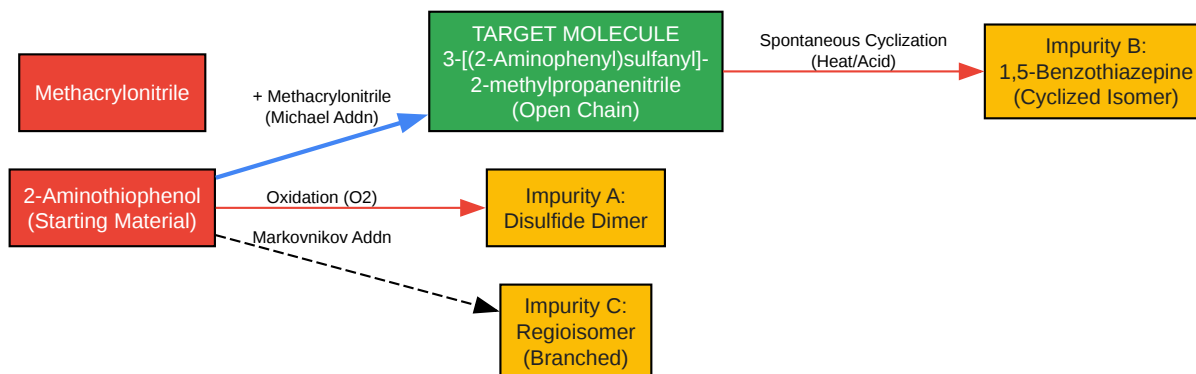 Methacrylonitrile
2-Aminothiophenol
(Starting Material)
+ Methacrylonitrile
(Michael Addn)
Oxidation (O2)
Markovnikov Addn
TARGET MOLECULE
3-[(2-Aminophenyl)sulfanyl]-
2-methylpropanenitrile
(Open Chain)
Impurity A:
Disulfide Dimer
Impurity C:
Regioisomer
(Branched)
Spontaneous Cyclization
(Heat/Acid)
Impurity B:
1,5-Benzothiazepine
(Cyclized Isomer)